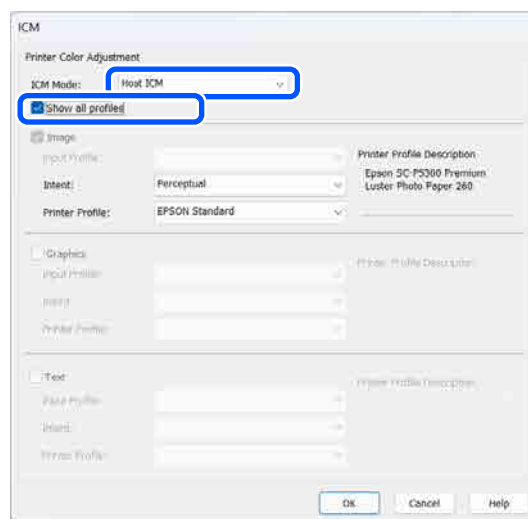 ICM
Printer Color Adjustment
ICM Mode: Host ICM
Show all profiles
Image
Input Profile:
Printer Profile Description
Epson SC-P5300 Premium
Luster Photo Paper 260
Intent: Perceptual
Printer Profile: EPSON Standard
Graphics
Input Profile:
Printer Profile Description
Intent:
Printer Profile:
Text
Input Profile:
Printer Profile Description
Intent:
Printer Profile:
OK Cancel Help